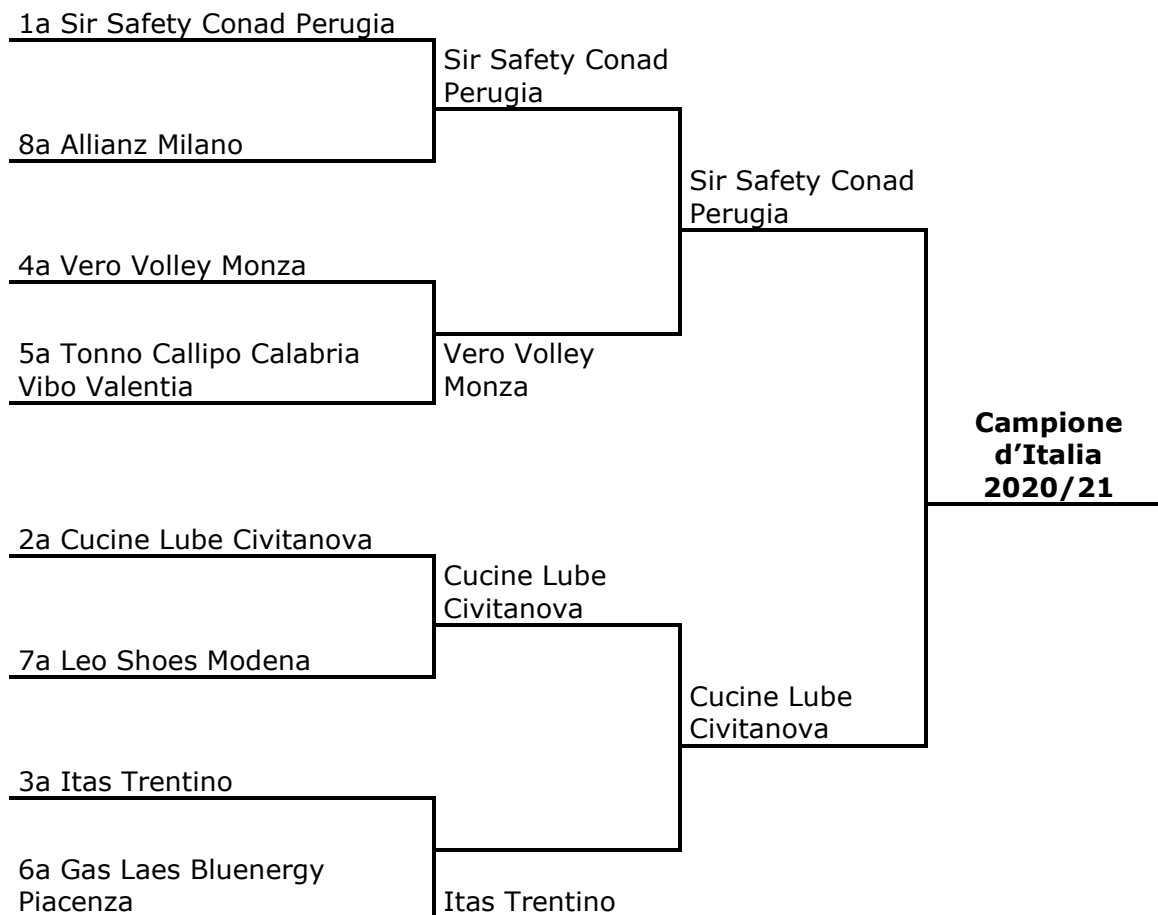 1a Sir Safety Conad Perugia
Sir Safety Conad
Perugia
8a Allianz Milano
Sir Safety Conad
Perugia
4a Vero Volley Monza
5a Tonno Callipo Calabria
Vibo Valentia
Vero Volley
Monza
Campione
d’Italia
2020/21
2a Cucine Lube Civitanova
Cucine Lube
Civitanova
7a Leo Shoes Modena
Cucine Lube
Civitanova
3a Itas Trentino
6a Gas Laes Bluenergy
Piacenza
Itas Trentino